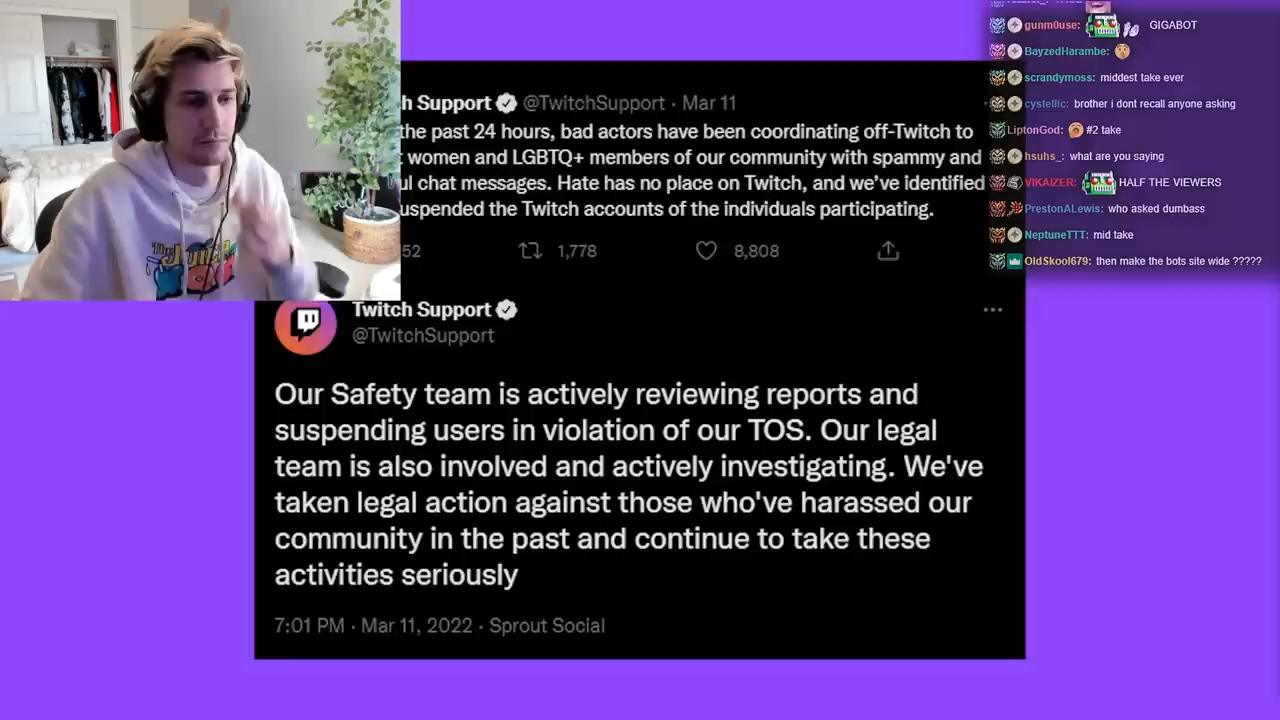 h Support @TwitchSupport · Mar 11
the past 24 hours, bad actors have been coordinating off-Twitch to
women and LGBTQ+ members of our community with spammy and
ul chat messages. Hate has no place on Twitch, and we've identified
uspended the Twitch accounts of the individuals participating.
52 1,778 8,808
Twitch Support
@TwitchSupport
Our Safety team is actively reviewing reports and
suspending users in violation of our TOS. Our legal
team is also involved and actively investigating. We've
taken legal action against those who've harassed our
community in the past and continue to take these
activities seriously
7:01 PM · Mar 11, 2022 · Sprout Social
gunm0use: GIGABOT
BayzedHarambe:
scrandymoss: middest take ever
cystellic: brother i dont recall anyone asking
LiptonGod: #2 take
hsuhs_: what are you saying
VIKAIZER: HALF THE VIEWERS
PrestonALewis: who asked dumbass
NeptuneTTT: mid take
OldSkool679: then make the bots site wide ?????